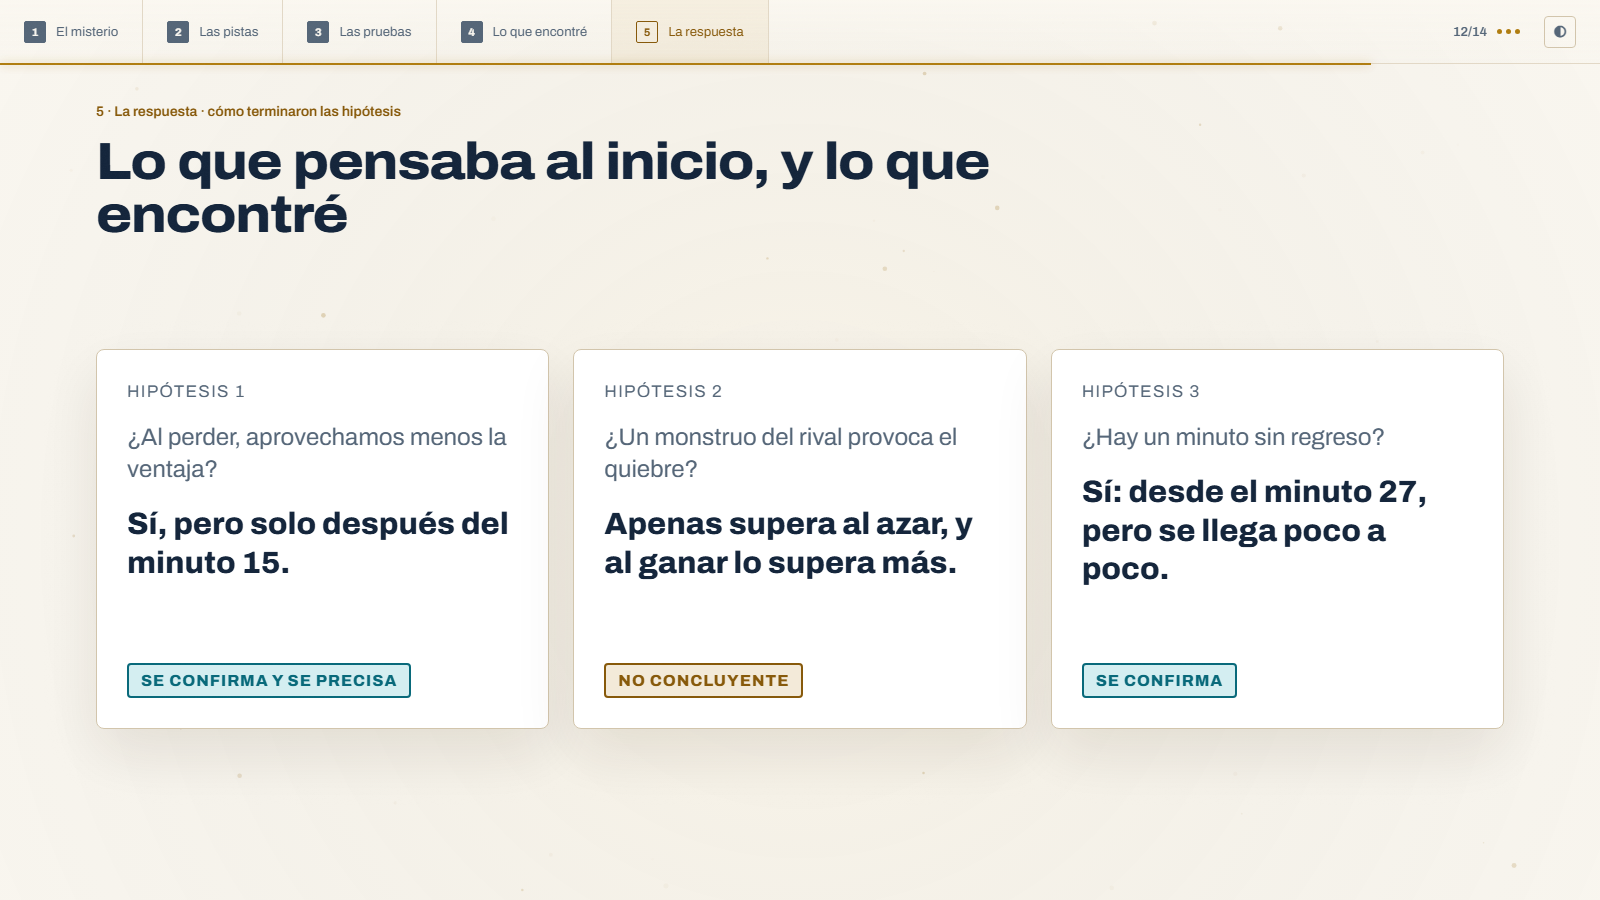 1 El misterio
2 Las pistas
3 Las pruebas
4 Lo que encontré
5 La respuesta
12/14
5 · La respuesta · cómo terminaron las hipótesis
Lo que pensaba al inicio, y lo que
encontré
HIPÓTESIS 1
¿Al perder, aprovechamos menos la
ventaja?
Sí, pero solo después del
minuto 15.
SE CONFIRMA Y SE PRECISA
HIPÓTESIS 2
¿Un monstruo del rival provoca el
quiebre?
Apenas supera al azar, y
al ganar lo supera más.
NO CONCLUYENTE
HIPÓTESIS 3
¿Hay un minuto sin regreso?
Sí: desde el minuto 27,
pero se llega poco a
poco.
SE CONFIRMA